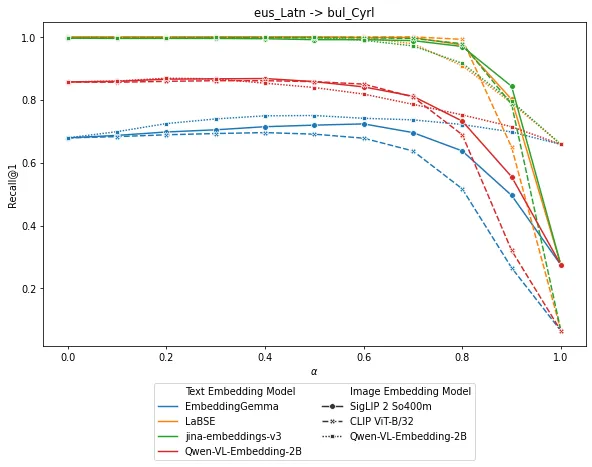 eus_Latn -> bul_Cyrl
1.0
0.8
0.6
0.4
0.2
Recall@1
0.0 0.2 0.4 0.6 0.8 1.0
α
Text Embedding Model Image Embedding Model
EmbeddingGemma SigLIP 2 So400m
LaBSE CLIP ViT-B/32
jina-embeddings-v3 Qwen-VL-Embedding-2B
Qwen-VL-Embedding-2B